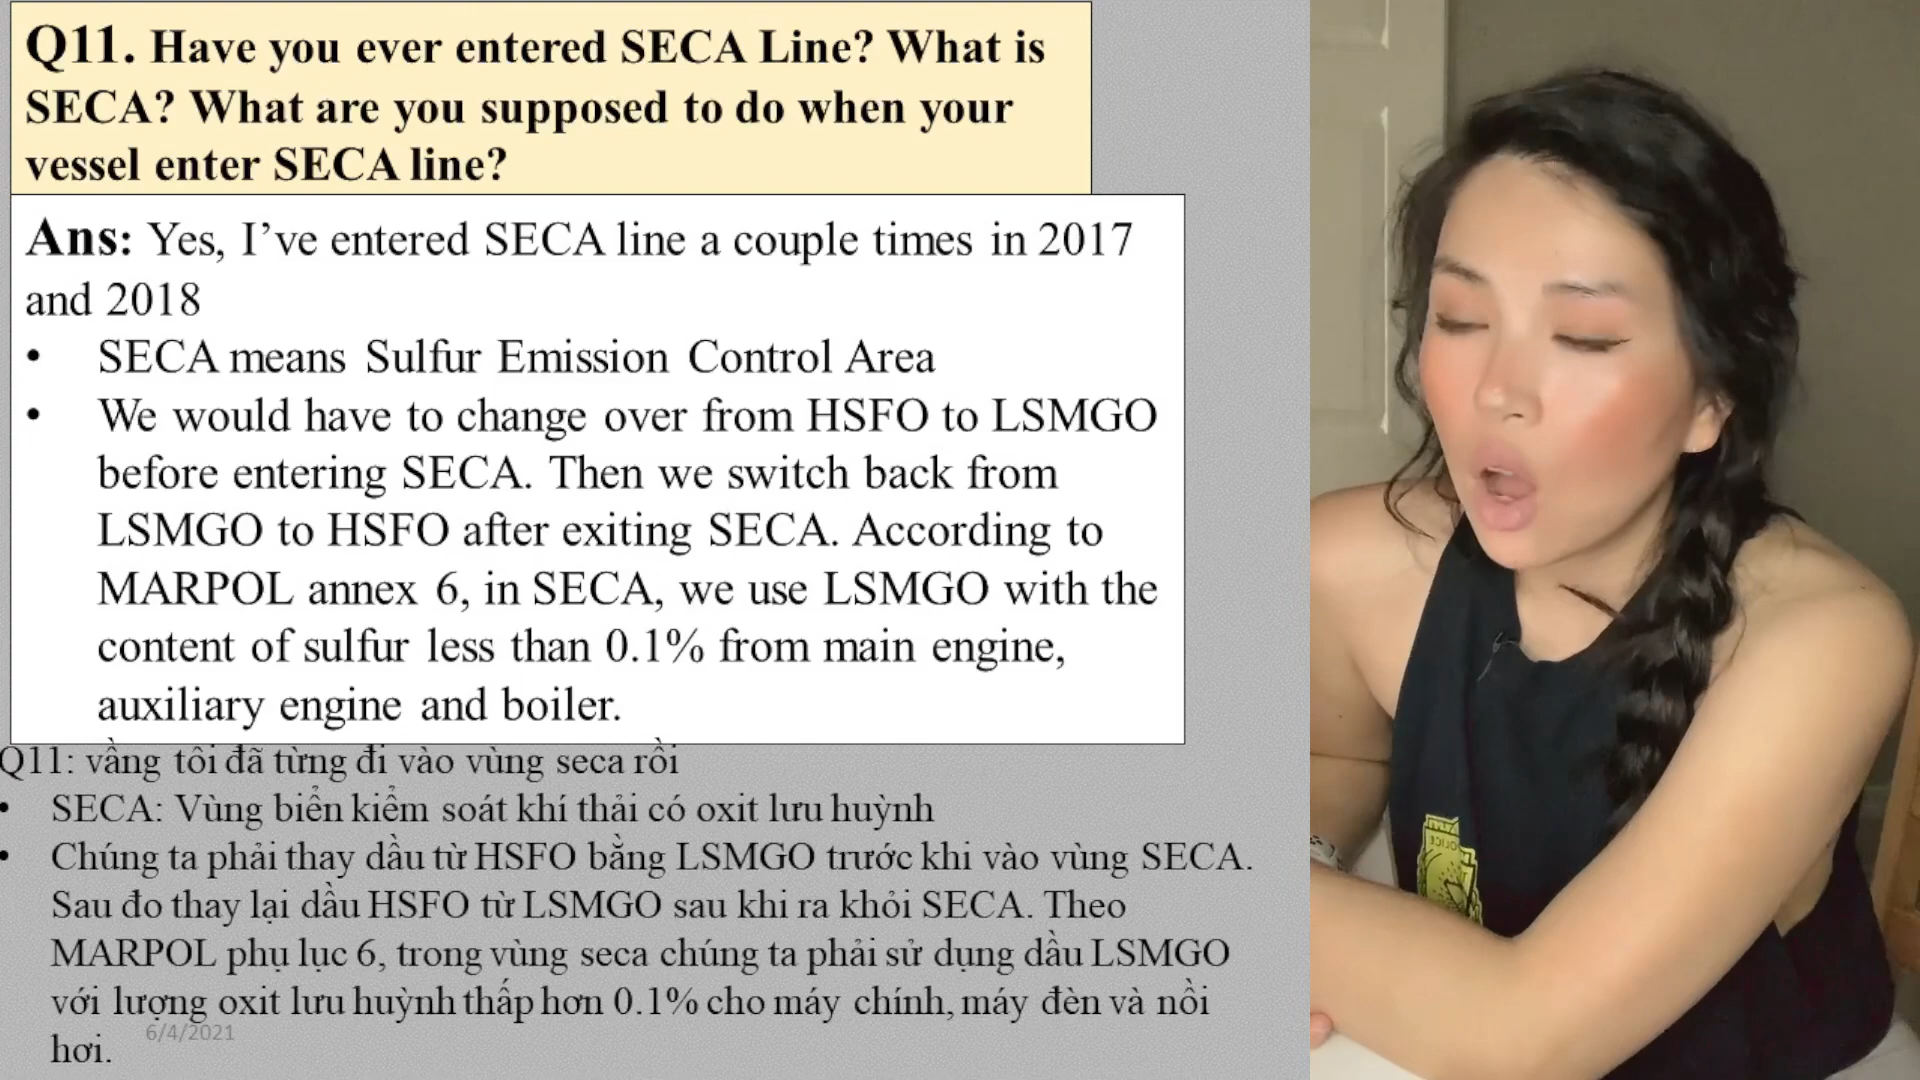 Q11. Have you ever entered SECA Line? What is
SECA? What are you supposed to do when your
vessel enter SECA line?
Ans: Yes, I’ve entered SECA line a couple times in 2017
and 2018
• SECA means Sulfur Emission Control Area
• We would have to change over from HSFO to LSMGO
before entering SECA. Then we switch back from
LSMGO to HSFO after exiting SECA. According to
MARPOL annex 6, in SECA, we use LSMGO with the
content of sulfur less than 0.1% from main engine,
auxiliary engine and boiler.
Q11: vầng tôi đã từng đi vào vùng seca rồi
• SECA: Vùng biển kiểm soát khí thải có oxit lưu huỳnh
• Chúng ta phải thay dầu từ HSFO bằng LSMGO trước khi vào vùng SECA.
Sau đo thay lại dầu HSFO từ LSMGO sau khi ra khỏi SECA. Theo
MARPOL phụ lục 6, trong vùng seca chúng ta phải sử dụng dầu LSMGO
với lượng oxit lưu huỳnh thấp hơn 0.1% cho máy chính, máy đèn và nồi
hơi.
6/4/2021
POLICE